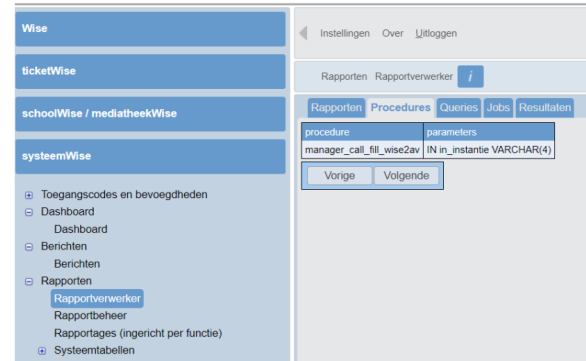 Wise
ticketWise
schoolWise / mediatheekWise
systeemWise
Toegangscodes en bevoegdheden
Dashboard
Dashboard
Berichten
Berichten
Rapporten
Rapportverwerker
Rapportbeheer
Rapportages (ingericht per functie)
Systeemtabellen
Instellingen Over Uitloggen
Rapporten Rapportverwerker i
Rapporten Procedures Queries Jobs Resultaten
procedure parameters
manager_call_fill_wise2av IN in_instantie VARCHAR(4)
Vorige Volgende